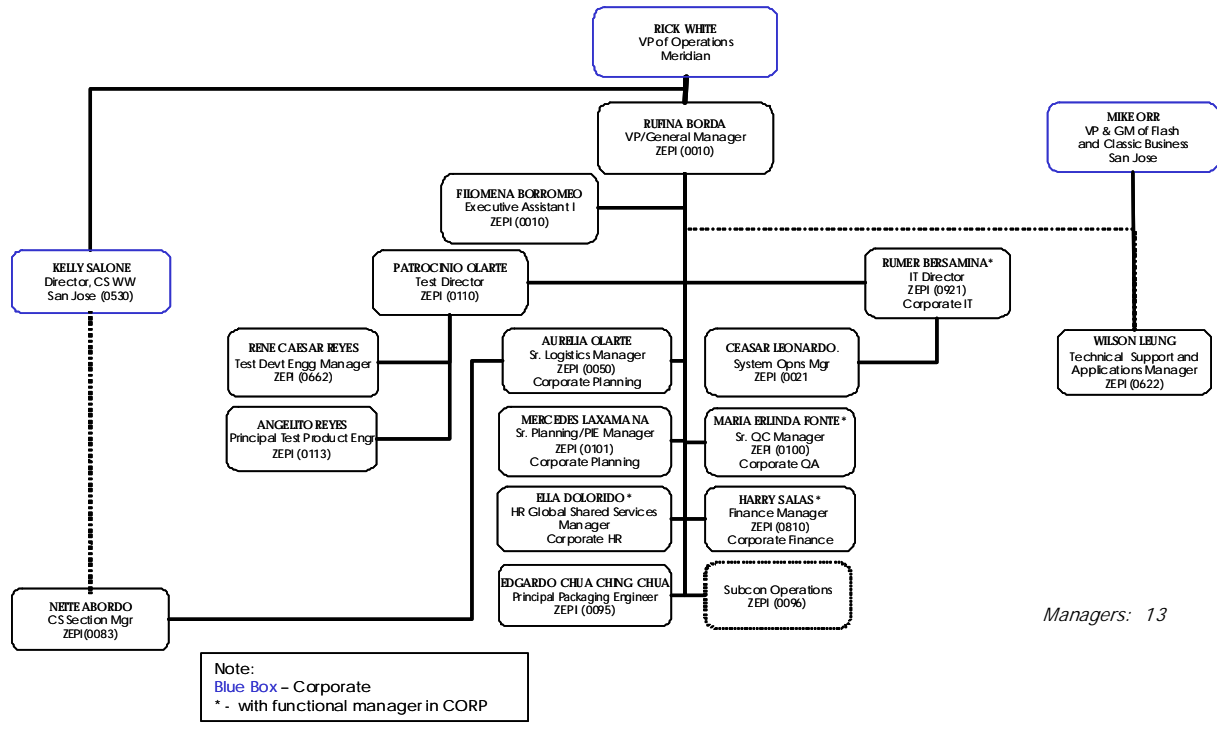 RICK WHITE
VP of Operations
Meridian
RUFINA BORDA
VP/General Manager
ZEPI (0010)
MIKE ORR
VP & GM of Flash
and Classic Business
San Jose
FILOMENA BORROMEO
Executive Assistant I
ZEPI (0010)
KELLY SALONE
Director, CS WW
San Jose (0530)
PATROCINIO OLARTE
Test Director
ZEPI (0110)
RUMER BERSAMINA*
IT Director
ZEPI (0921)
Corporate IT
RENE CAESAR REYES
Test Devt Engg Manager
ZEPI (0662)
AURELIA OLARTE
Sr. Logistics Manager
ZEPI (0050)
Corporate Planning
CEASAR LEONARDO.
System Opns Mgr
ZEPI (0021
WILSON LEUNG
Technical Support and
Applications Manager
ZEPI (0622)
ANGELITO REYES
Principal Test Product Engr
ZEPI (0113)
MERCEDES LAXAMANA
Sr. Planning/PIE Manager
ZEPI (0101)
Corporate Planning
MARIA ERLINDA FONTE *
Sr. QC Manager
ZEPI (0100)
Corporate QA
ELLA DOLORIDO *
HR Global Shared Services
Manager
Corporate HR
HARRY SALAS *
Finance Manager
ZEPI (0810)
Corporate Finance
EDGARDO CHUA CHING CHUA
Principal Packaging Engineer
ZEPI (0095)
Subcon Operations
ZEPI (0096)
NEITE ABORDO
CS Section Mgr
ZEPI(0083)
Managers: 13
Note:
Blue Box – Corporate
* - with functional manager in CORP